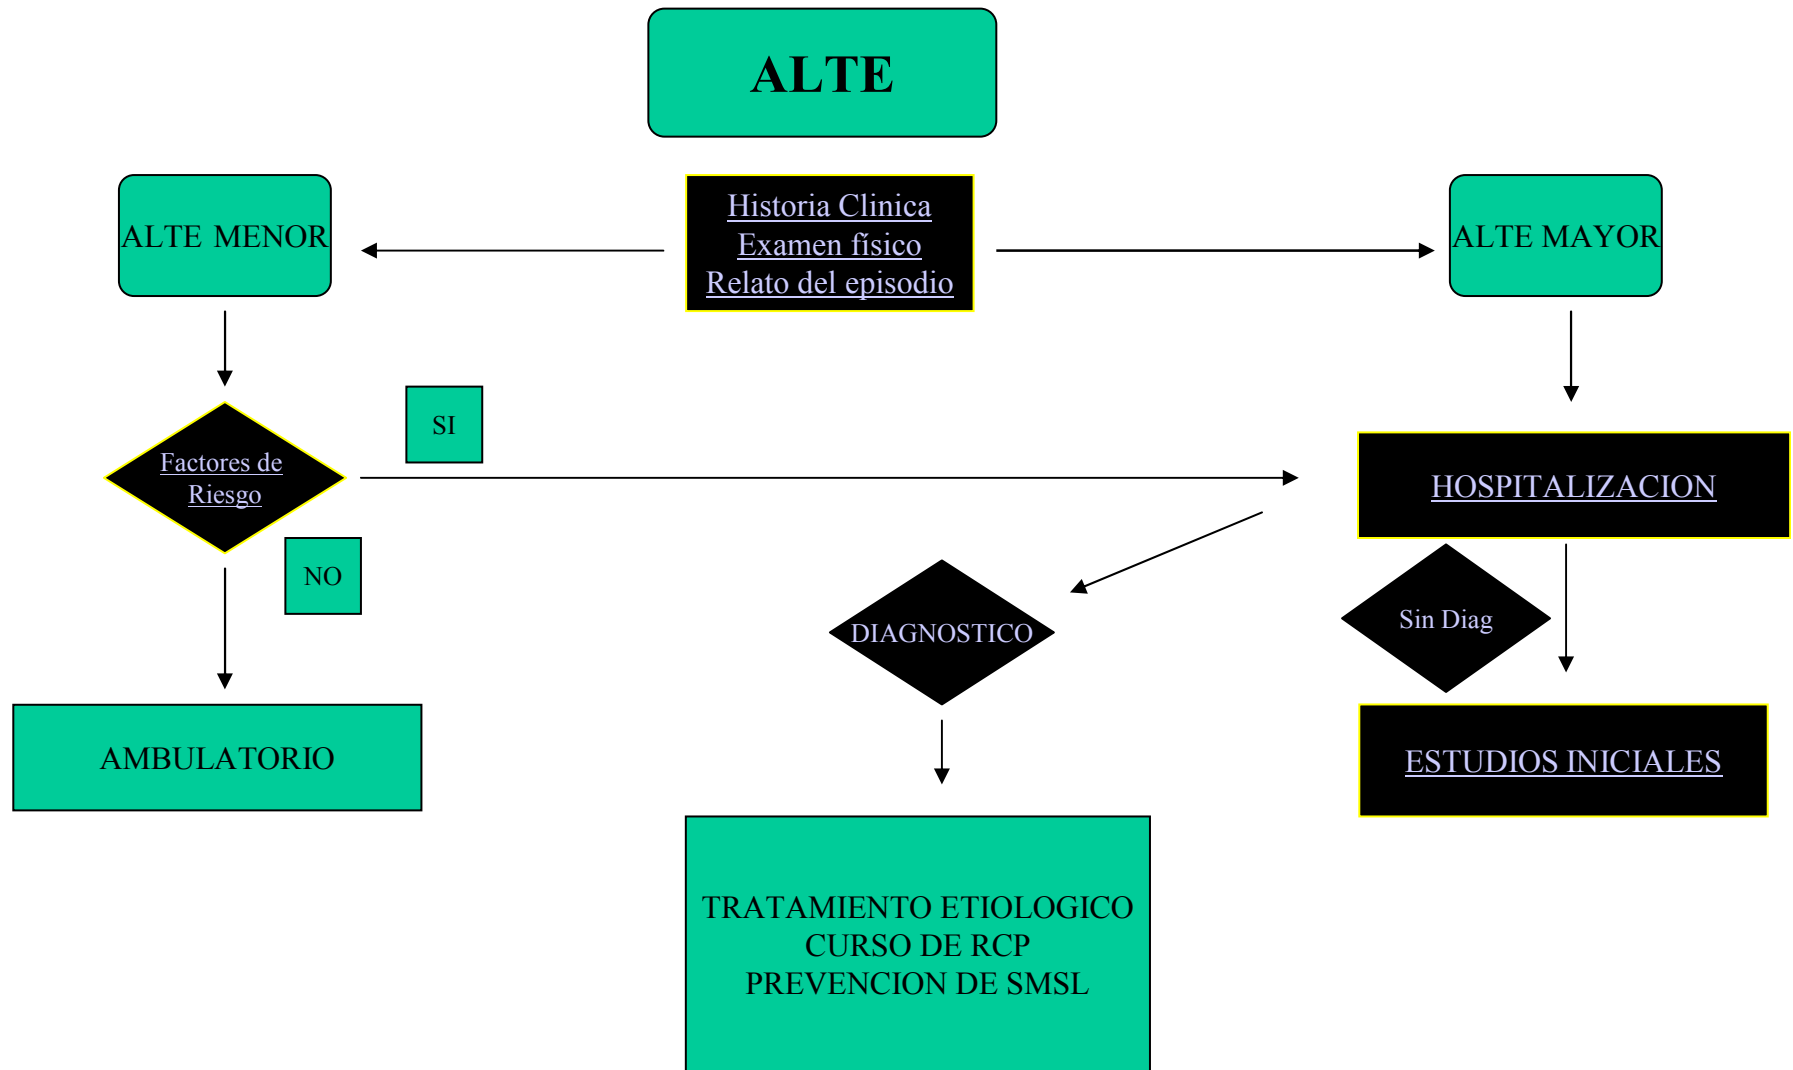 ALTE
ALTE MENOR
Historia Clinica
Examen físico
Relato del episodio
ALTE MAYOR
SI
Factores de
Riesgo
HOSPITALIZACION
NO
DIAGNOSTICO
Sin Diag
AMBULATORIO
ESTUDIOS INICIALES
TRATAMIENTO ETIOLOGICO
CURSO DE RCP
PREVENCION DE SMSL